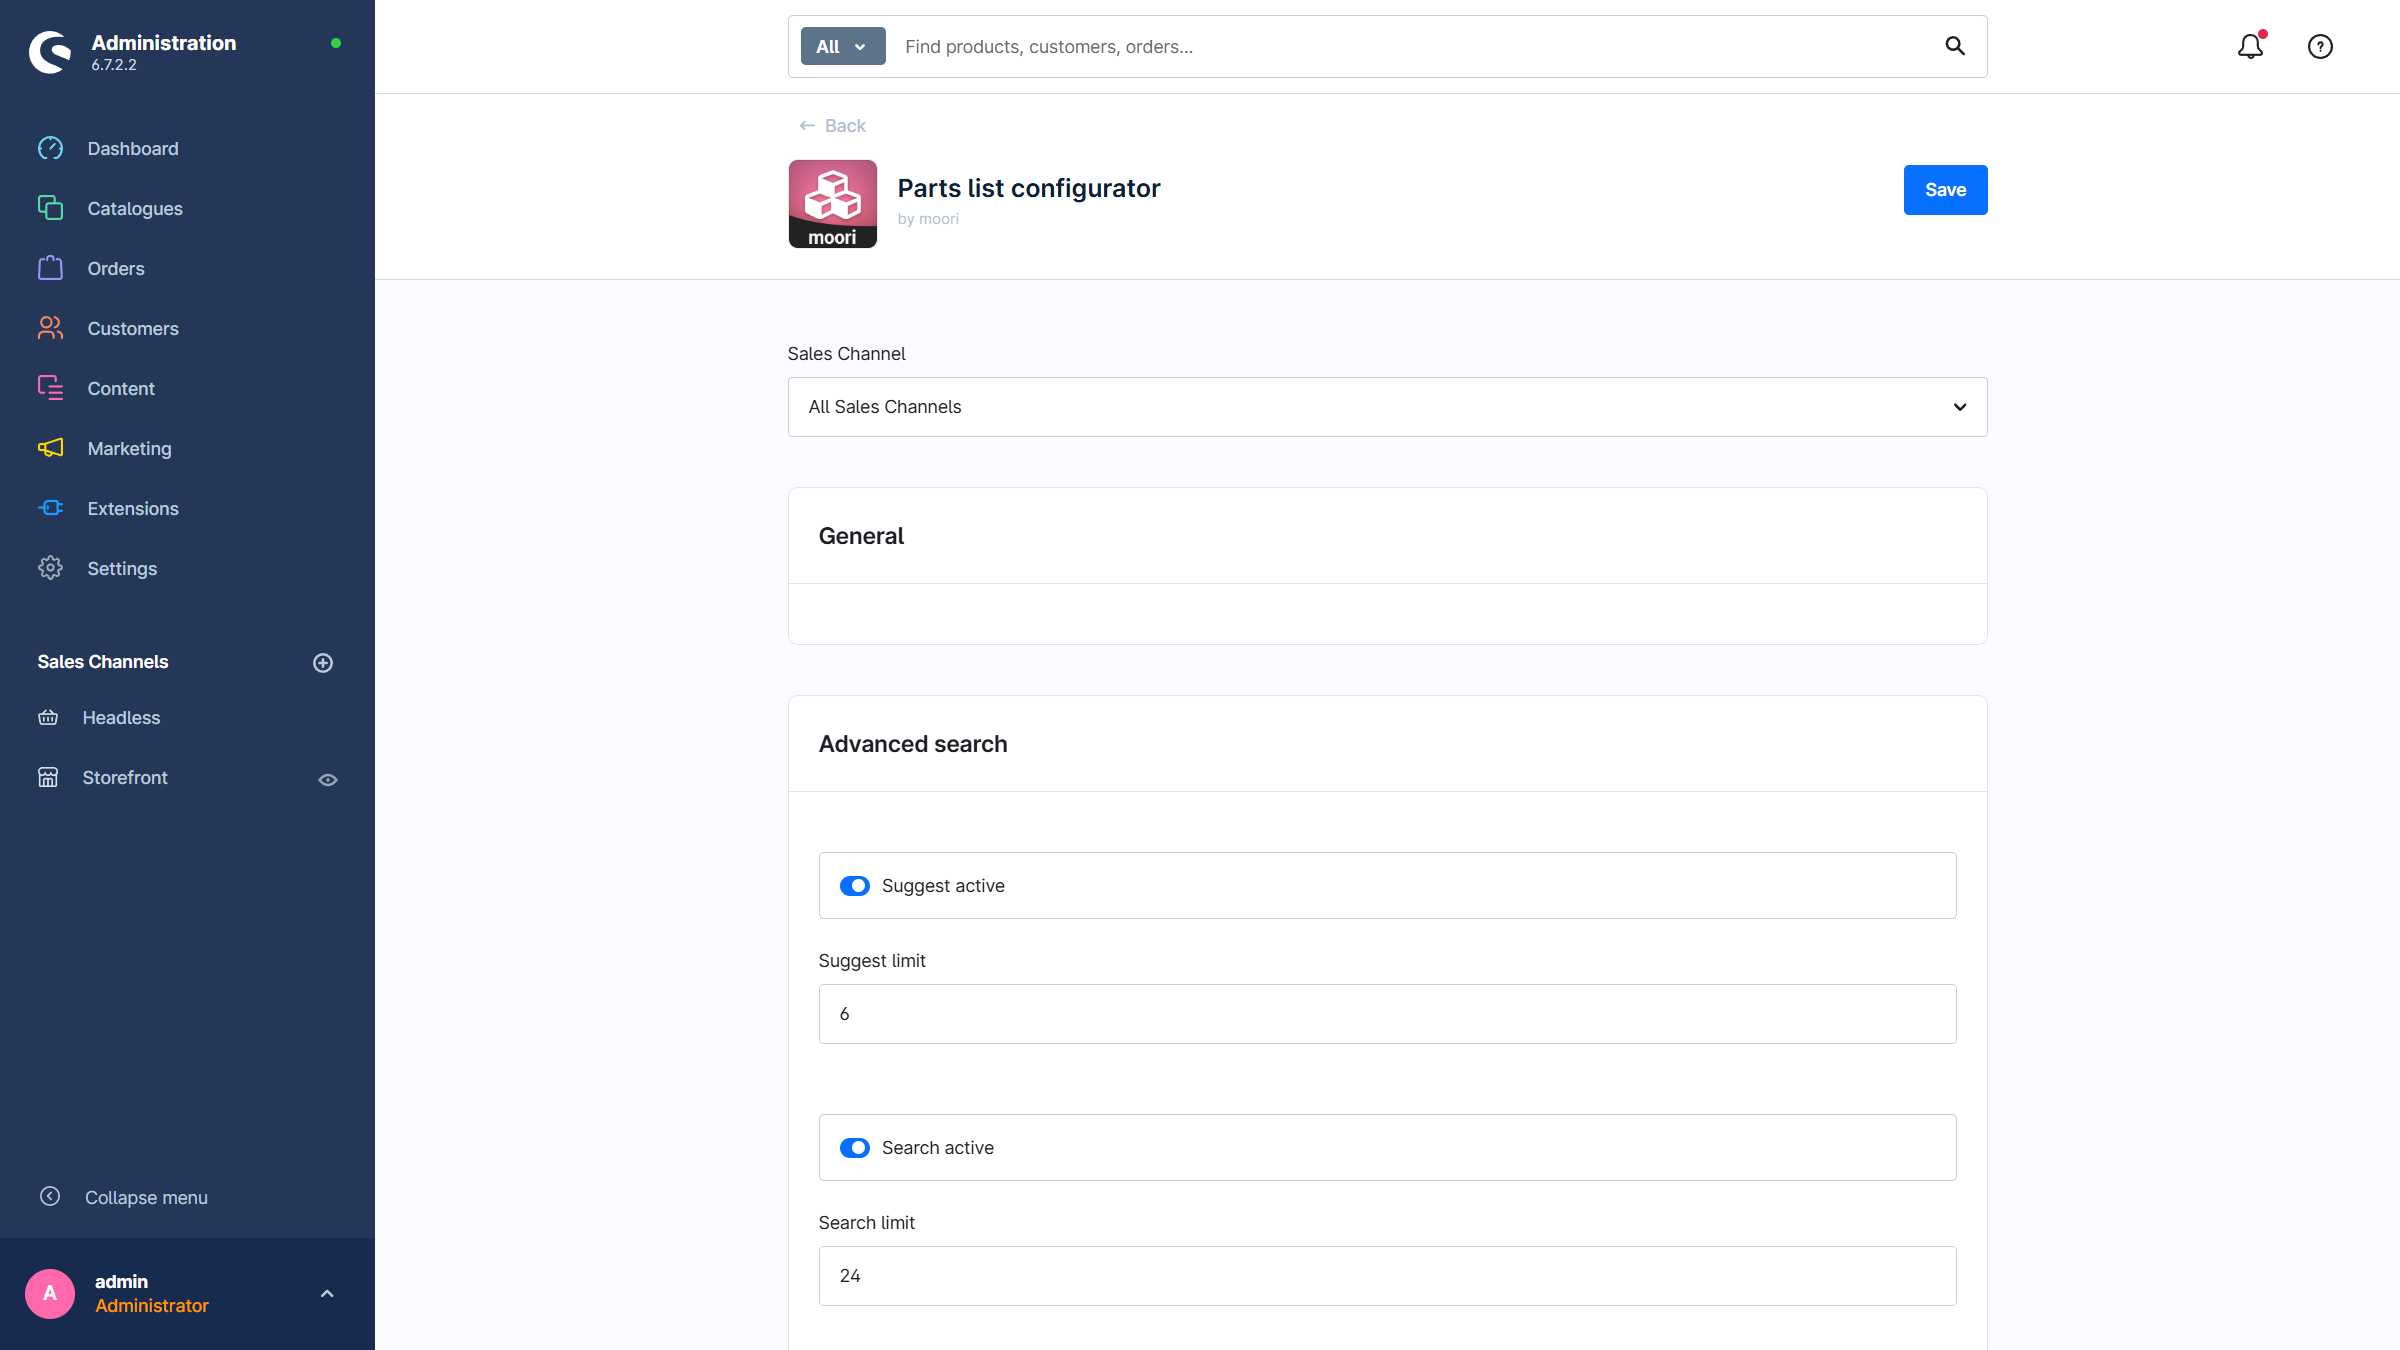 Administration
6.7.2.2
Dashboard
Catalogues
Orders
Customers
Content
Marketing
Extensions
Settings
Sales Channels
Headless
Storefront
Collapse menu
A
admin
Administrator
All
Find products, customers, orders...
Back
moori
Parts list configurator
by moori
Save
Sales Channel
All Sales Channels
General
Advanced search
Suggest active
Suggest limit
6
Search active
Search limit
24